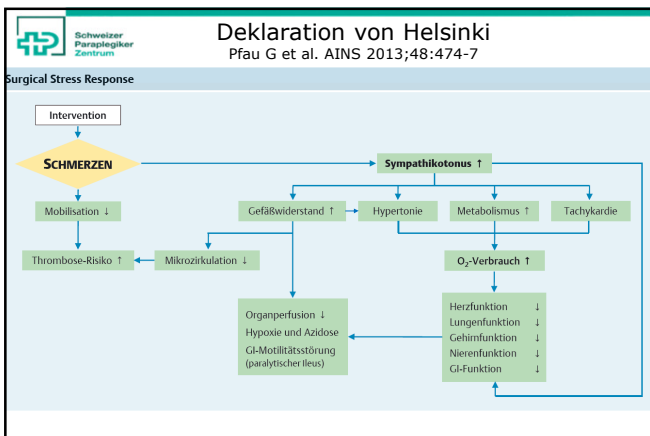 Schweizer
Paraplegiker
Zentrum
Deklaration von Helsinki
Pfau G et al. AINS 2013;48:474-7
Surgical Stress Response
Intervention
SCHMERZEN
Sympathikotonus ↑
Mobilisation ↓
Gefäßwiderstand ↑
Hypertonie
Metabolismus ↑
Tachykardie
Thrombose-Risiko ↑
Mikrozirkulation ↓
O₂-Verbrauch ↑
Organperfusion ↓
Hypoxie und Azidose
GI-Motilitätsstörung
(paralytischer Ileus)
Herzfunktion ↓
Lungenfunktion ↓
Gehirnfunktion ↓
Nierenfunktion ↓
GI-Funktion ↓